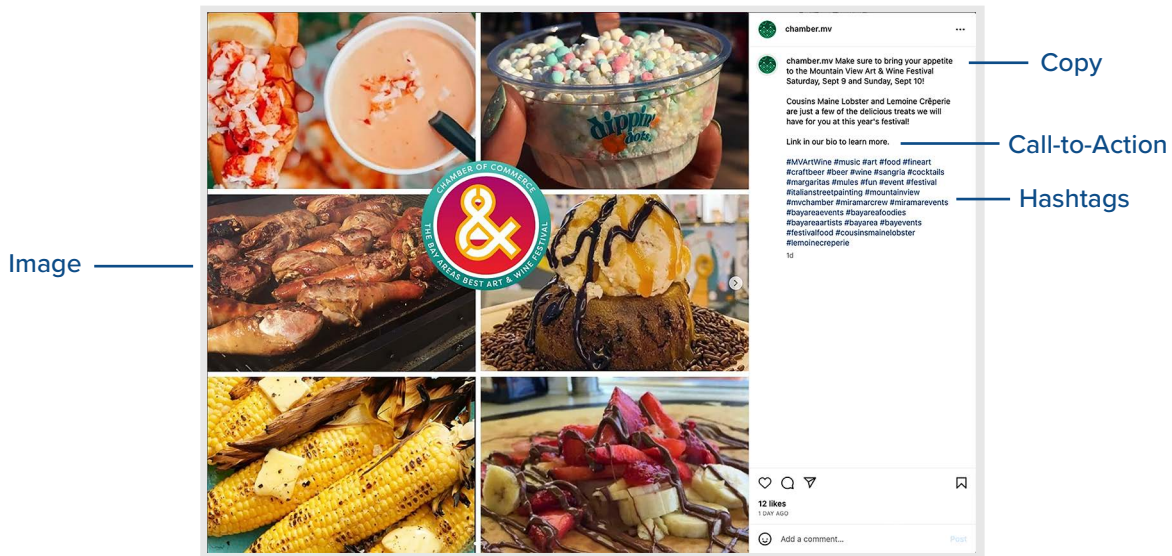 Image
dippin'
dots
CHAMBER OF COMMERCE
&
THE BAY AREAS BEST ART & WINE FESTIVAL
chamber.mv
chamber.mv Make sure to bring your appetite
to the Mountain View Art & Wine Festival
Saturday, Sept 9 and Sunday, Sept 10!
Cousins Maine Lobster and Lemoine Crêperie
are just a few of the delicious treats we will
have for you at this year's festival!
Link in our bio to learn more.
#MVArtWine #music #art #food #fineart
#craftbeer #beer #wine #sangria #cocktails
#margaritas #mules #fun #event #festival
#italianstreetpainting #mountainview
#mvchamber #miramarcrew #miramarevents
#bayareaevents #bayareafoodies
#bayareaartists #bayarea #bayevents
#festivalfood #cousinsmainelobster
#lemoinecreperie
1d
12 likes
1 DAY AGO
Add a comment...
Post
Copy
Call-to-Action
Hashtags